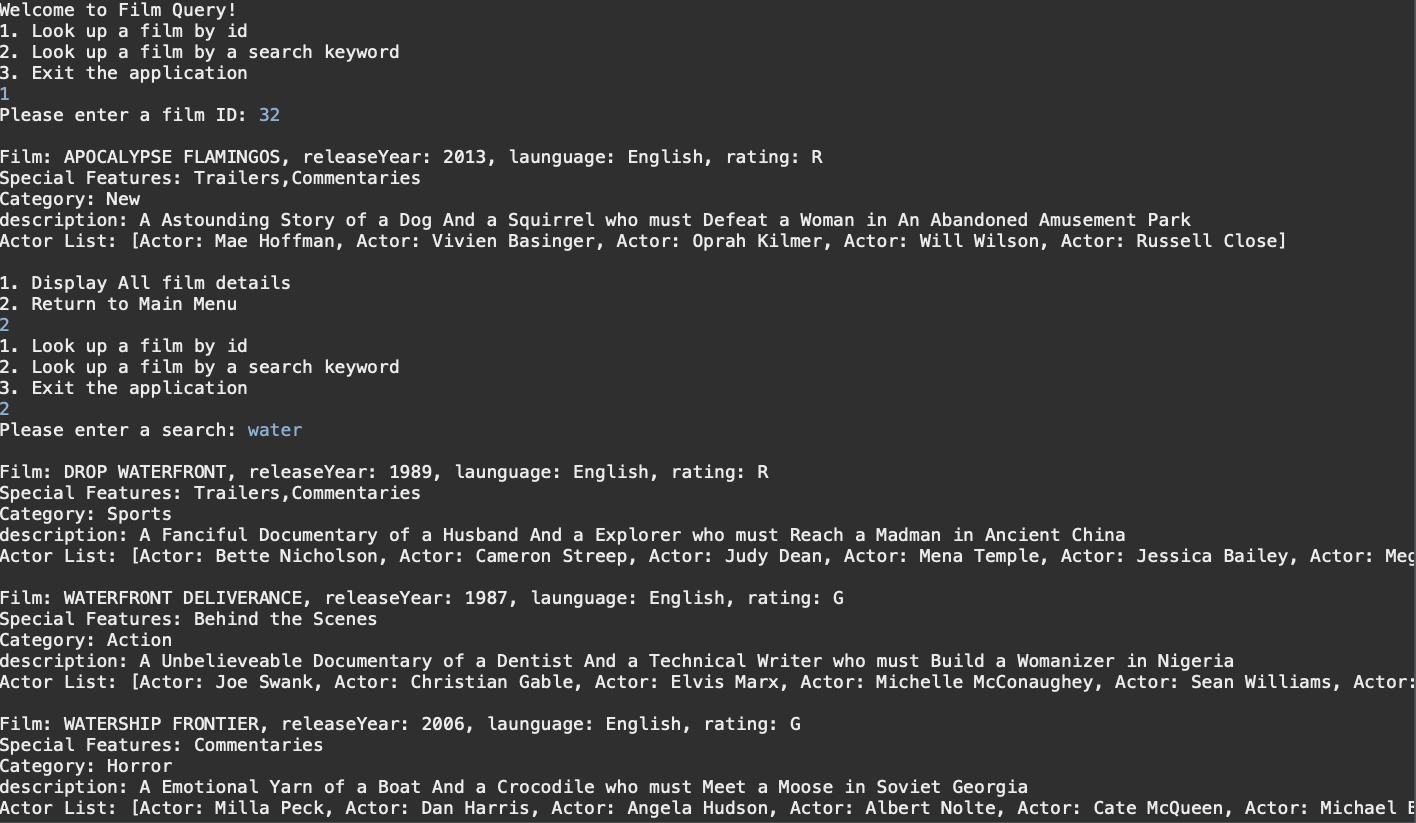 Welcome to Film Query!
1. Look up a film by id
2. Look up a film by a search keyword
3. Exit the application
1
Please enter a film ID: 32
Film: APOCALYPSE FLAMINGOS, releaseYear: 2013, launguage: English, rating: R
Special Features: Trailers,Commentaries
Category: New
description: A Astounding Story of a Dog And a Squirrel who must Defeat a Woman in An Abandoned Amusement Park
Actor List: [Actor: Mae Hoffman, Actor: Vivien Basinger, Actor: Oprah Kilmer, Actor: Will Wilson, Actor: Russell Close]
1. Display All film details
2. Return to Main Menu
2
1. Look up a film by id
2. Look up a film by a search keyword
3. Exit the application
2
Please enter a search: water
Film: DROP WATERFRONT, releaseYear: 1989, launguage: English, rating: R
Special Features: Trailers,Commentaries
Category: Sports
description: A Fanciful Documentary of a Husband And a Explorer who must Reach a Madman in Ancient China
Actor List: [Actor: Bette Nicholson, Actor: Cameron Streep, Actor: Judy Dean, Actor: Mena Temple, Actor: Jessica Bailey, Actor:
Film: WATERFRONT DELIVERANCE, releaseYear: 1987, launguage: English, rating: G
Special Features: Behind the Scenes
Category: Action
description: A Unbelieveable Documentary of a Dentist And a Technical Writer who must Build a Womanizer in Nigeria
Actor List: [Actor: Joe Swank, Actor: Christian Gable, Actor: Elvis Marx, Actor: Michelle McConaughey, Actor: Sean Williams, Actor:
Film: WATERSHIP FRONTIER, releaseYear: 2006, launguage: English, rating: G
Special Features: Commentaries
Category: Horror
description: A Emotional Yarn of a Boat And a Crocodile who must Meet a Moose in Soviet Georgia
Actor List: [Actor: Milla Peck, Actor: Dan Harris, Actor: Angela Hudson, Actor: Albert Nolte, Actor: Cate McQueen, Actor: Michael